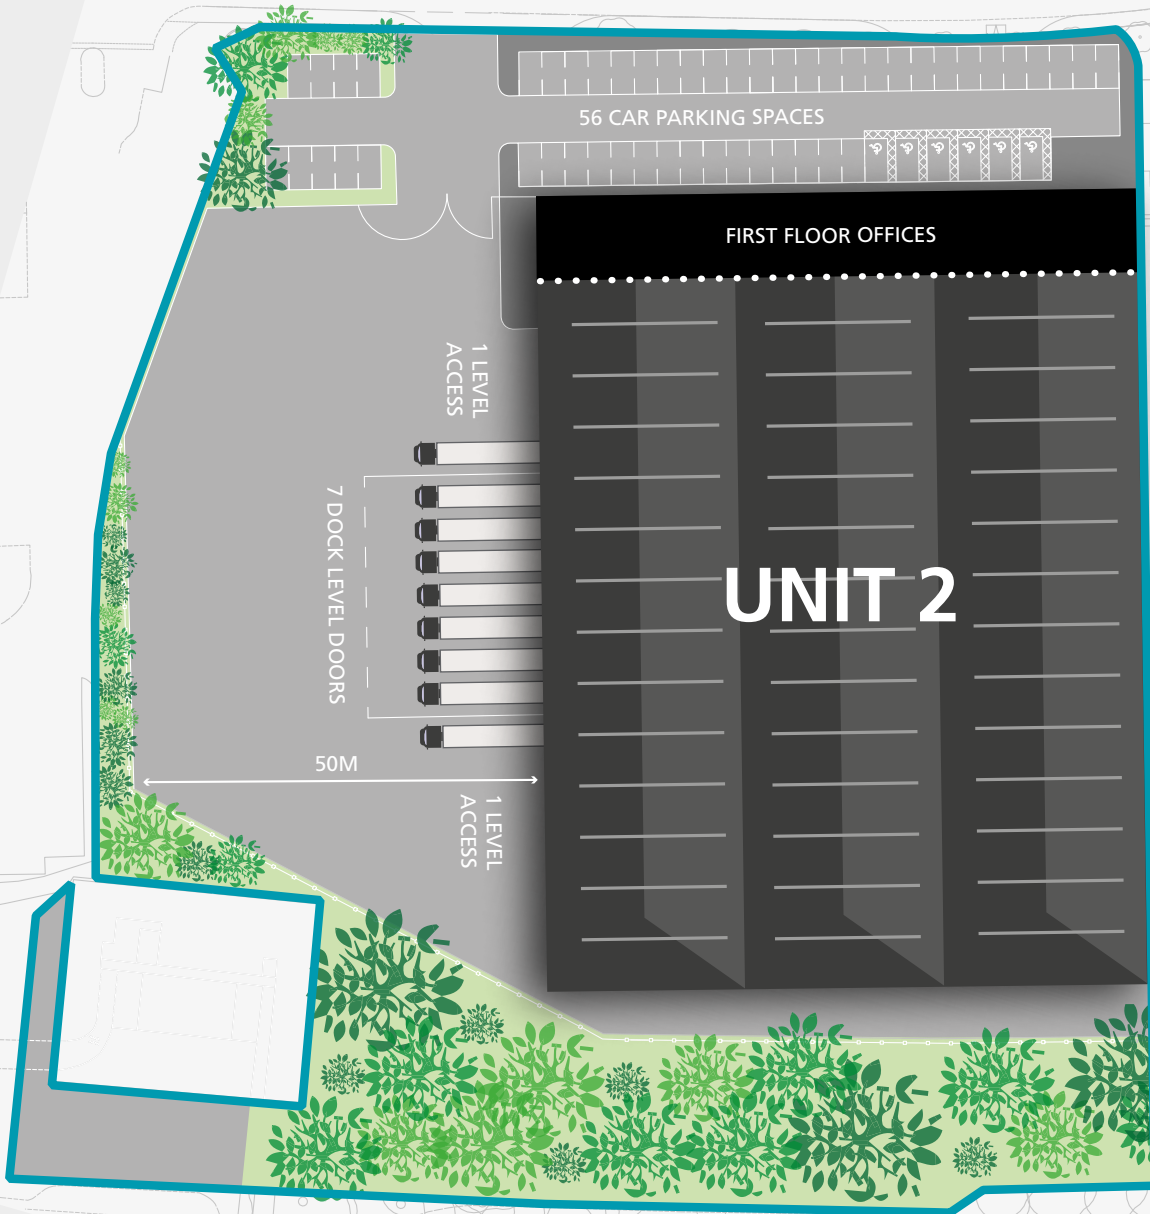 56 CAR PARKING SPACES
FIRST FLOOR OFFICES
1 LEVEL
ACCESS
7 DOCK LEVEL DOORS
UNIT 2
50M
1 LEVEL
ACCESS